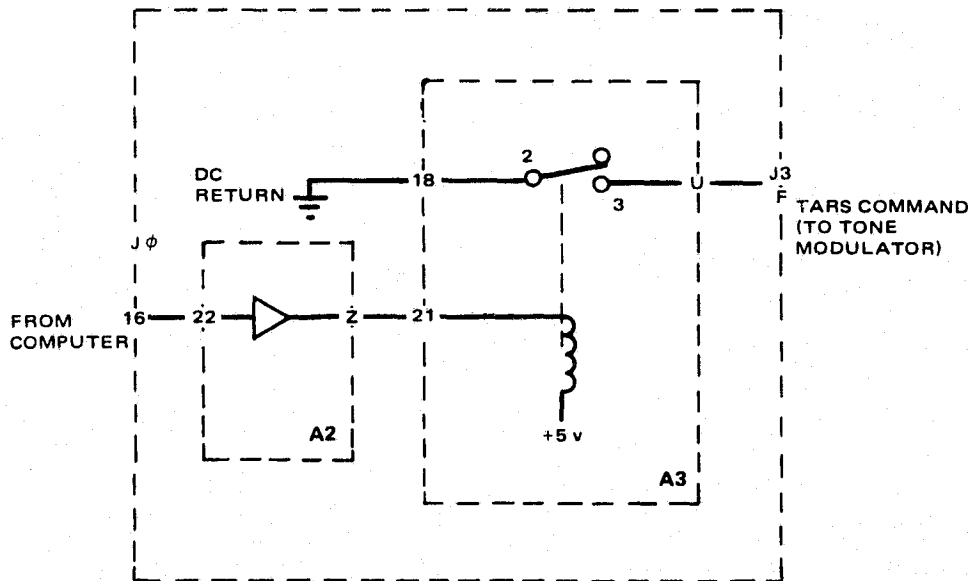 DC
RETURN
18
2
3
U
J3
F
TARS COMMAND
(TO TONE
MODULATOR)
J φ
FROM
COMPUTER
16
22
Z
21
+5 v
A2
A3